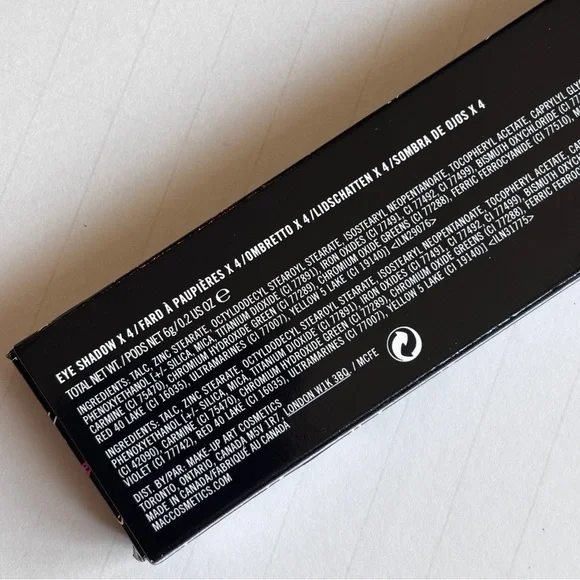 EYE SHADOW X 4/FARD À PAUPIÈRES X 4/OMBRETTO X 4/LIDSCHATTEN X 4/SOMBRA DE OJOS X 4
TOTAL NET WT./PODS NET 6g/0.2 US OZ ℮
INGREDIENTS: TALC, ZINC STEARATE, OCTYLDODECYL STEAROYL STEARATE, ISOSTEARYL NEOPENTANOATE, TOCOPHERYL ACETATE, CAPRYLYL
PHENOXYETHANOL (+/- SILICA, MICA, TITANIUM DIOXIDE (CI 77891), IRON OXIDES (CI 77491, CI 77492, CI 77499), BISMUTH OXYCHLORIDE (CI
CARMINE (CI 75470), CHROMIUM HYDROXIDE GREEN (CI 77289), CHROMIUM OXIDE GREENS (CI 77288), FERRIC FERROCYANIDE (CI 77510),
RED 40 LAKE (CI 16035), ULTRAMARINES (CI 77007), YELLOW 5 LAKE (CI 19140)) <ILN29076>
INGREDIENTS: TALC, ZINC STEARATE, OCTYLDODECYL STEAROYL STEARATE, ISOSTEARYL NEOPENTANOATE, TOCOPHERYL ACETATE,
PHENOXYETHANOL (+/- SILICA, MICA, TITANIUM DIOXIDE (CI 77891), IRON OXIDES (CI 77491, CI 77492, CI 77499), BISMUTH
(CI 42090), CARMINE (CI 75470), CHROMIUM HYDROXIDE GREEN (CI 77289), CHROMIUM OXIDE GREENS (CI 77288), FERRIC
VIOLET (CI 77742), RED 40 LAKE (CI 16035), ULTRAMARINES (CI 77007), YELLOW 5 LAKE (CI 19140)) <ILN31775>
DIST. BY/PAR: MAKE-UP ART COSMETICS
TORONTO, ONTARIO, CANADA M5V 1R7 LONDON W1K 3BQ / MCFE
MADE IN CANADA/FABRIQUÉ AU CANADA
MACCOSMETICS.COM